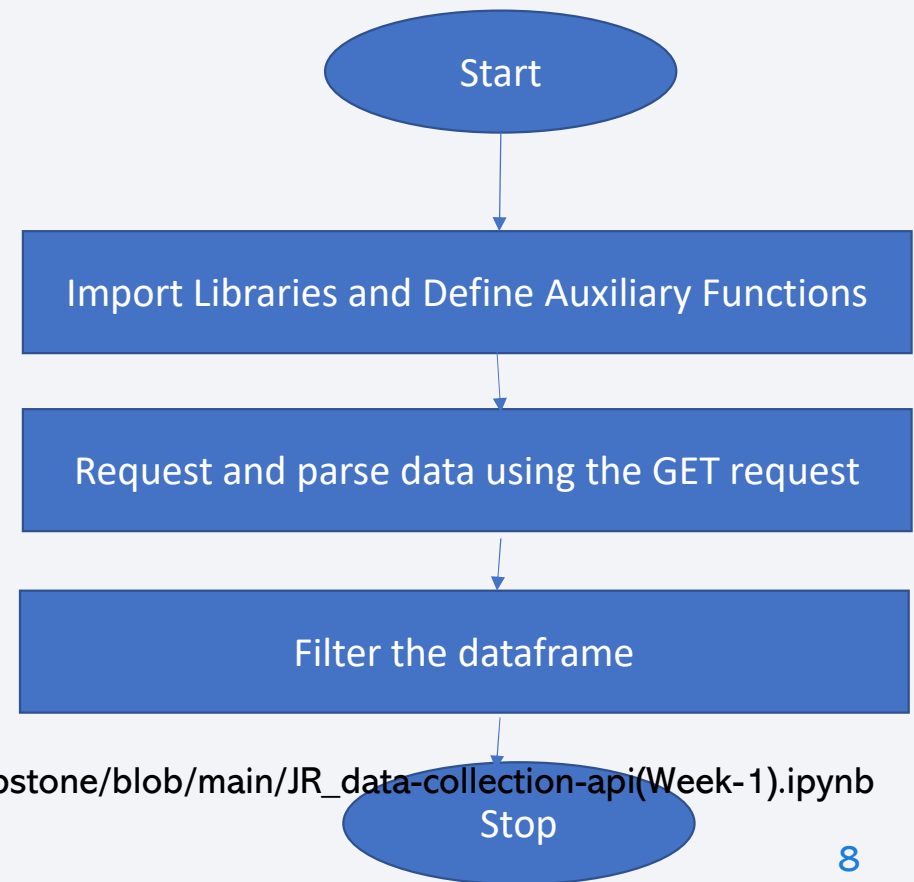 Start
Import Libraries and Define Auxiliary Functions
Request and parse data using the GET request
Filter the dataframe
pstone/blob/main/JR_data-collection-api(Week-1).ipynb
Stop
8